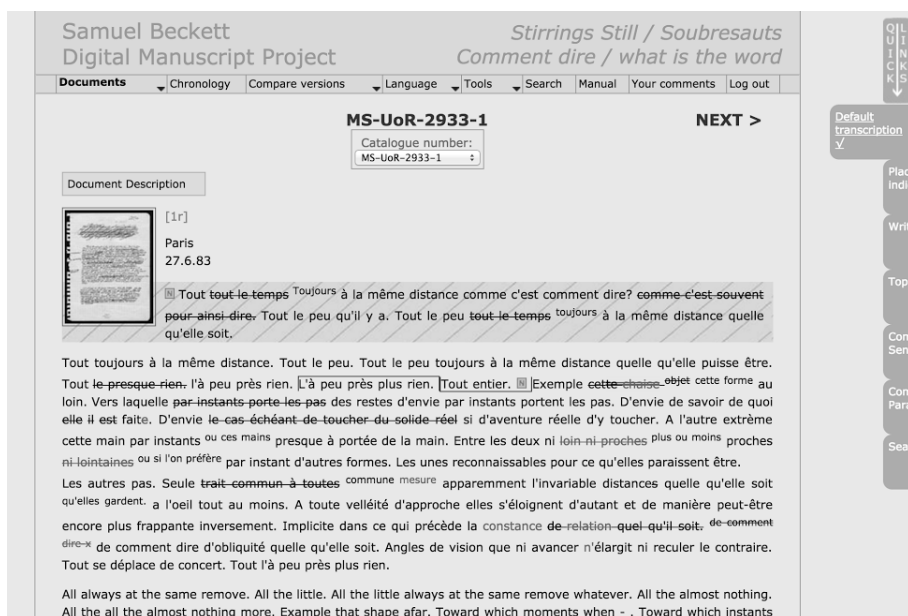 Samuel Beckett
Digital Manuscript Project
Stirrings Still / Soubresauts
Comment dire / what is the word
Documents Chronology Compare versions Language Tools Search Manual Your comments Log out
QUICK LINKS
MS-UoR-2933-1
NEXT >
Catalogue number:
MS-UoR-2933-1
Default
transcription
√
Document Description
[1r]
Paris
27.6.83
N Tout tout le temps Toujours à la même distance comme c'est comment dire? comme c'est souvent
pour ainsi dire. Tout le peu qu'il y a. Tout le peu tout le temps toujours à la même distance quelle
qu'elle soit.
Tout toujours à la même distance. Tout le peu. Tout le peu toujours à la même distance quelle qu'elle puisse être.
Tout le presque rien. l'à peu près rien. L'à peu près plus rien. Tout entier. N Exemple cette chaise objet cette forme au
loin. Vers laquelle par instants porte les pas des restes d'envie par instants portent les pas. D'envie de savoir de quoi
elle il est faite. D'envie le cas échéant de toucher du solide réel si d'aventure réelle d'y toucher. A l'autre extrème
cette main par instants ou ces mains presque à portée de la main. Entre les deux ni loin ni proches plus ou moins proches
ni lointaines ou si l'on préfère par instant d'autres formes. Les unes reconnaissables pour ce qu'elles paraissent être.
Les autres pas. Seule trait commun à toutes commune mesure apparemment l'invariable distances quelle qu'elle soit
qu'elles gardent. a l'oeil tout au moins. A toute velléité d'approche elles s'éloignent d'autant et de manière peut-être
encore plus frappante inversement. Implicite dans ce qui précède la constance de relation quel qu'il soit. de comment
dire x de comment dire d'obliquité quelle qu'elle soit. Angles de vision que ni avancer n'élargit ni reculer le contraire.
Tout se déplace de concert. Tout l'à peu près plus rien.
All always at the same remove. All the little. All the little always at the same remove whatever. All the almost nothing.
All the all the almost nothing more. Example that shape afar. Toward which moments when - . Toward which instants